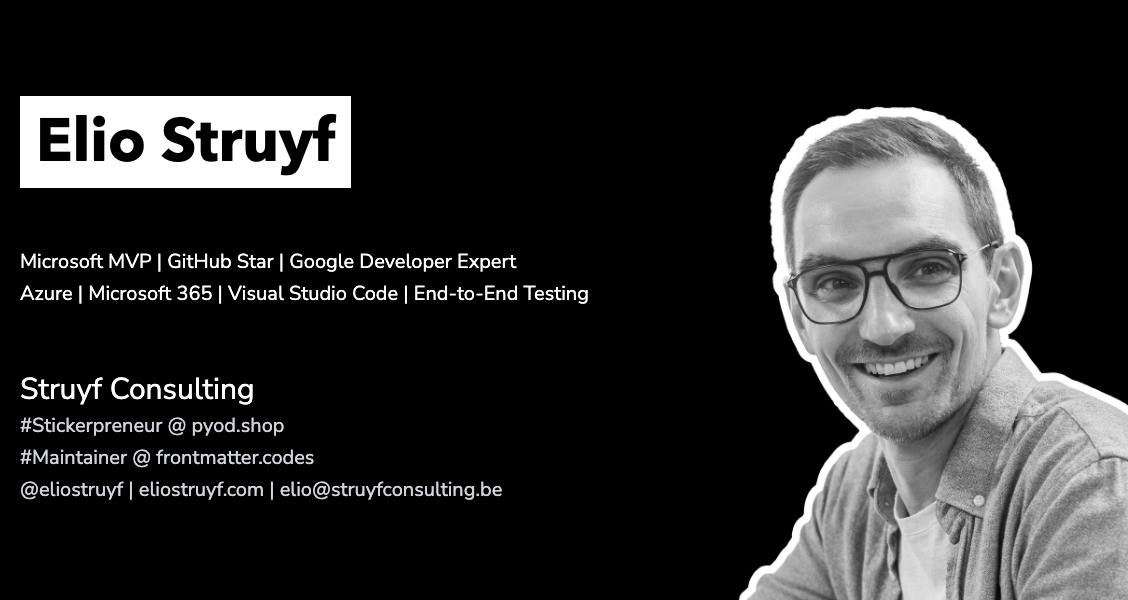 Elio Struyf
Microsoft MVP | GitHub Star | Google Developer Expert
Azure | Microsoft 365 | Visual Studio Code | End-to-End Testing
Struyf Consulting
#Stickerpreneur @ pyod.shop
#Maintainer @ frontmatter.codes
@eliostruyf | eliostruyf.com | elio@struyfconsulting.be